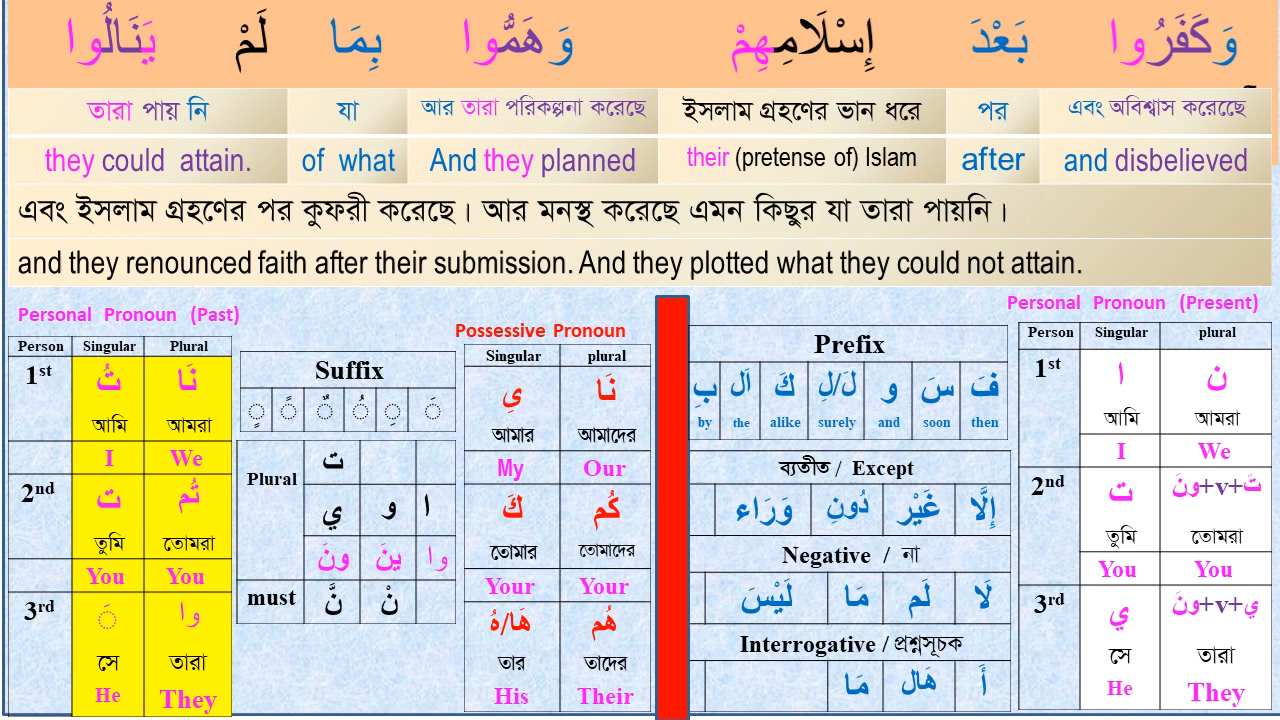 وَكَفَرُوا بَعْدَ إِسْلَامِهِمْ وَهَمُّوا بِمَا لَمْ يَنَالُوا
তারা পায় নি যা আর তারা পরিকল্পনা করেছে ইসলাম গ্রহণের ভান ধরে পর এবং অবিশ্বাস করেছে
they could attain. of what And they planned their (pretense of) Islam after and disbelieved
এবং ইসলাম গ্রহণের পর কুফরী করেছে। আর মনস্থ করেছে এমন কিছুর যা তারা পায়নি।
and they renounced faith after their submission. And they plotted what they could not attain.
Personal Pronoun (Past)
Person Singular Plural
1st تُ نَا
আমি আমরা
I We
2nd ت تُم
তুমি তোমরা
You You
3rd َ وا
সে তারা
He They
Suffix
ٍ ً ٌ ُ ِ َ
Plural ت
ي و ا
ونَ ينَ وا
must نَّ نْ
Possessive Pronoun
Singular plural
يِ نَا
আমার আমাদের
My Our
كَ كُم
তোমার তোমাদের
Your Your
هَا/هُ هُم
তার তাদের
His Their
Prefix
بِ اَل كَ لَ/لِ و سَ فَ
by the alike surely and soon then
ব্যতীত / Except
وَرَاء دُونِ غَيْر إِلَّا
Negative / না
لَيْسَ مَا لَم لَا
Interrogative / প্রশ্নসূচক
مَا هَال أَ
Personal Pronoun (Present)
Person Singular plural
1st ا ن
আমি আমরা
I We
2nd ت تَ+v+ونَ
তুমি তোমরা
You You
3rd ي ي+v+ونَ
সে তারা
He They